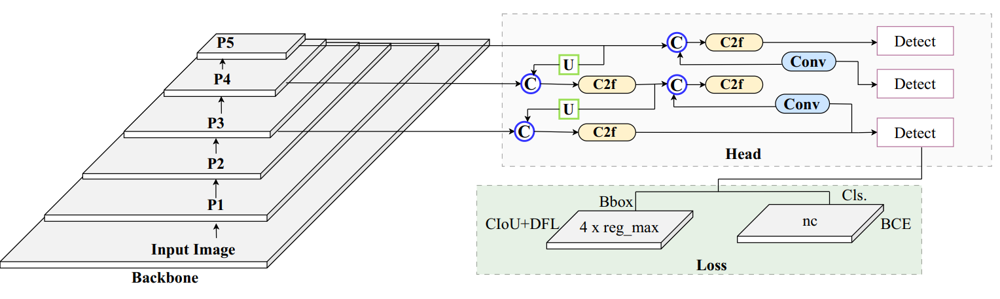 P5
P4
P3
P2
P1
Input Image
Backbone
C
C2f
Detect
U
Conv
C
C2f
C
C2f
Detect
U
Conv
C
C2f
Detect
Head
Bbox
Cls.
CIoU+DFL
4 x reg_max
nc
BCE
Loss